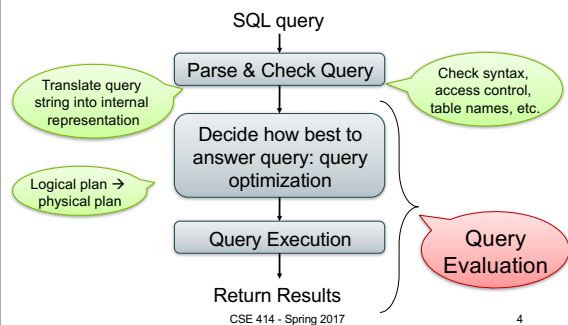 SQL query
Parse & Check Query
Translate query
string into internal
representation
Check syntax,
access control,
table names, etc.
Decide how best to
answer query: query
optimization
Logical plan →
physical plan
Query Execution
Query
Evaluation
Return Results
CSE 414 - Spring 2017
4